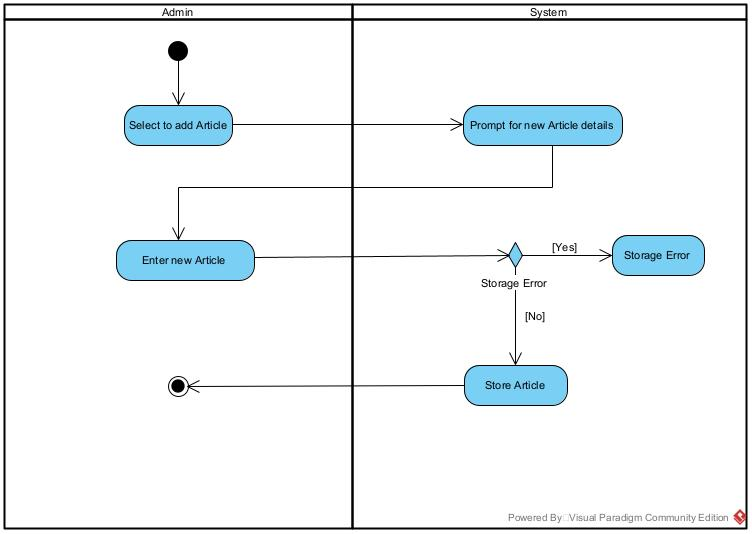 Admin
System
Select to add Article
Prompt for new Article details
Enter new Article
[Yes]
Storage Error
Storage Error
[No]
Store Article
Powered By Visual Paradigm Community Edition